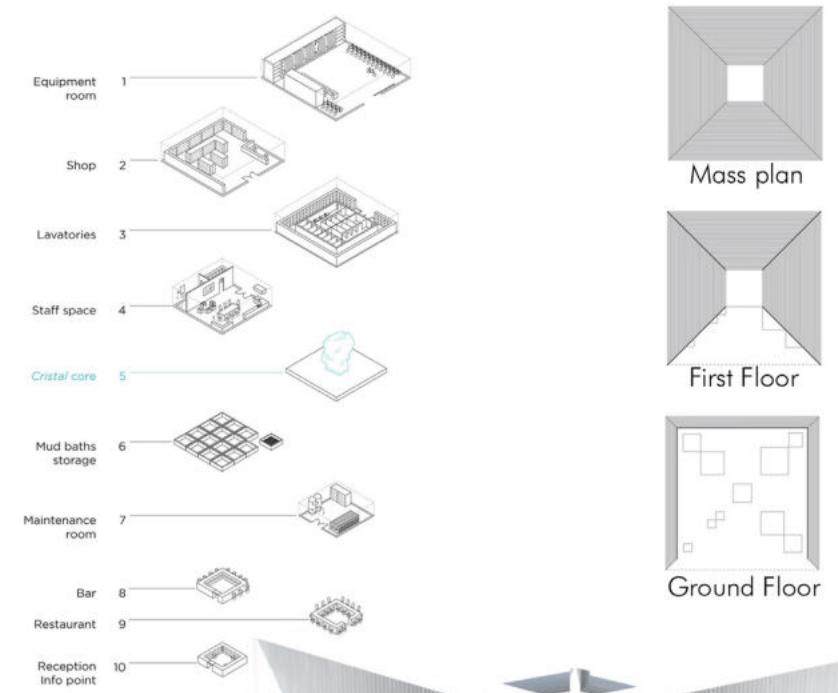 Equipment 1
room
Shop 2
Lavatories 3
Staff space 4
Cristal core 5
Mud baths 6
storage
Maintenance 7
room
Bar 8
Restaurant 9
Reception 10
Info point
Mass plan
First Floor
Ground Floor